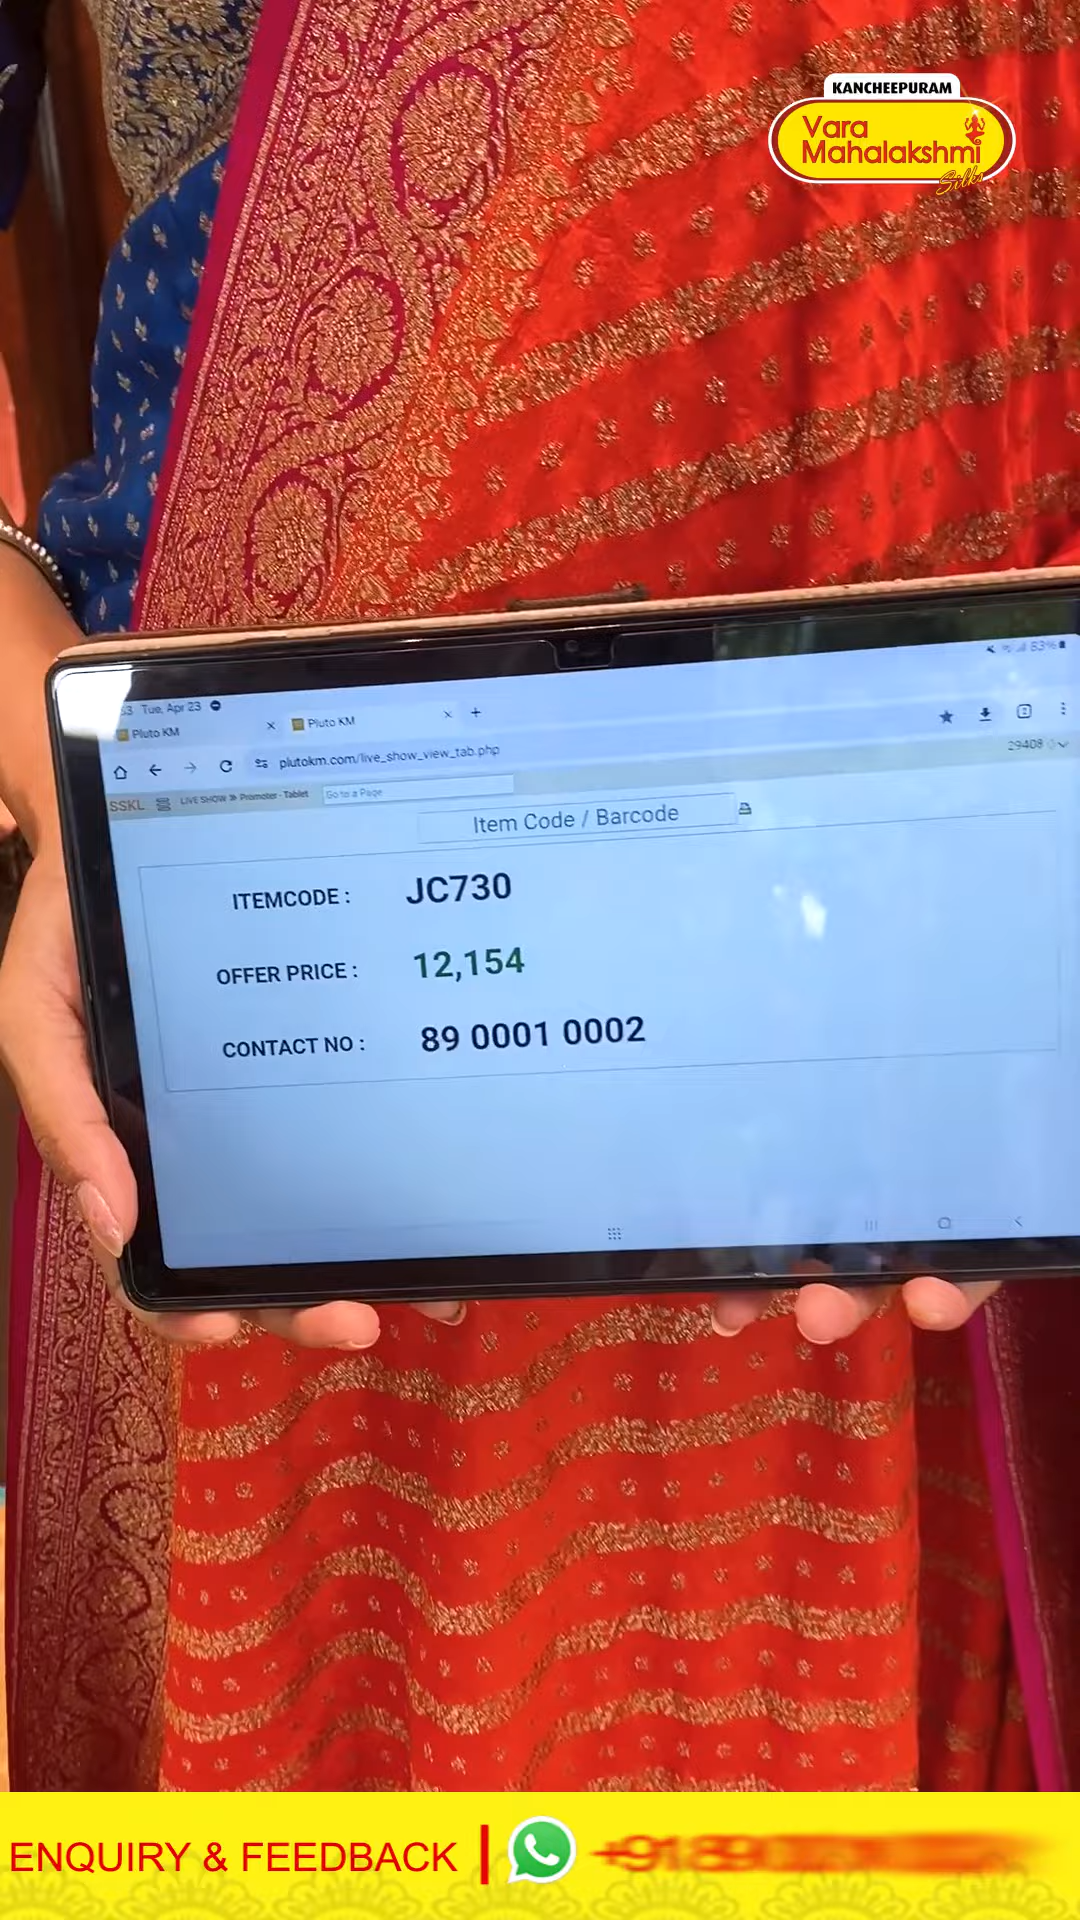 KANCHEEPURAM
Vara
Mahalakshmi
Silks
Tue, Apr 23
83%
Pluto KM
Pluto KM
plutokm.com/live_show_view_tab.php
29408
SSKL LIVE SHOW » Promoter - Tablet Go to a Page
Item Code / Barcode
ITEMCODE : JC730
OFFER PRICE : 12,154
CONTACT NO : 89 0001 0002
ENQUIRY & FEEDBACK |